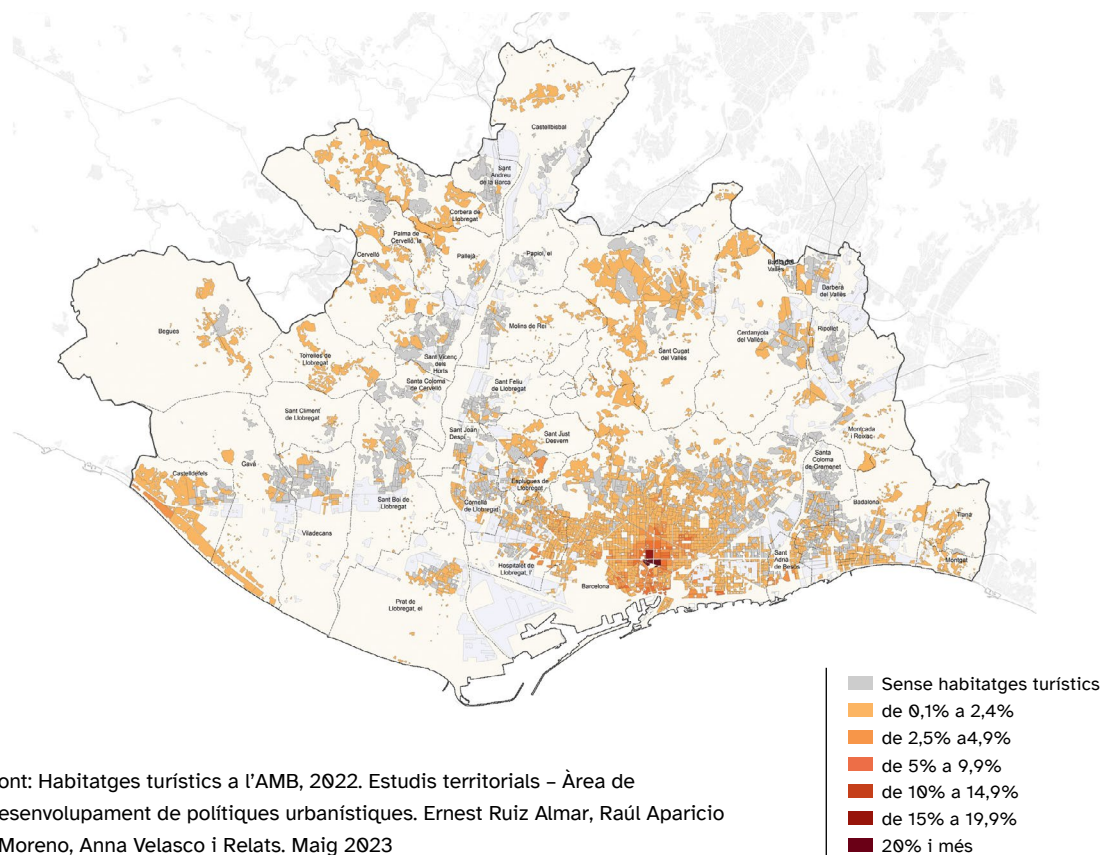 Castellbisbal
Sant
Andreu
de la Barca
Corbera de
Llobregat
Palma de
Cervelló, la
Cervelló
Pallejà
Papiol, el
Badia del
Vallès
Barberà
del Vallès
Begues
Molins de Rei
Cerdanyola
del Vallès
Ripollet
Torrelles de
Llobregat
Sant Vicenç
dels
Horts
Sant Cugat
del Vallès
Santa Coloma
de Cervelló
Sant Feliu
de Llobregat
Sant Climent
de Llobregat
Sant Joan
Despí
Sant Just
Desvern
Montcada
i Reixac
Santa
Coloma
de Gramenet
Castelldefels
Gavà
Esplugues de
Llobregat
Sant Boi de
Llobregat
Cornellà
de Llobregat
Badalona
Tiana
Viladecans
Sant
Adrià
de Besòs
Montgat
Hospitalet de
Llobregat, l'
Barcelona
Prat de
Llobregat, el
Sense habitatges turístics
de 0,1% a 2,4%
de 2,5% a4,9%
de 5% a 9,9%
de 10% a 14,9%
de 15% a 19,9%
20% i més
ont: Habitatges turístics a l’AMB, 2022. Estudis territorials – Àrea de
esenvolupament de polítiques urbanístiques. Ernest Ruiz Almar, Raúl Aparicio
Moreno, Anna Velasco i Relats. Maig 2023